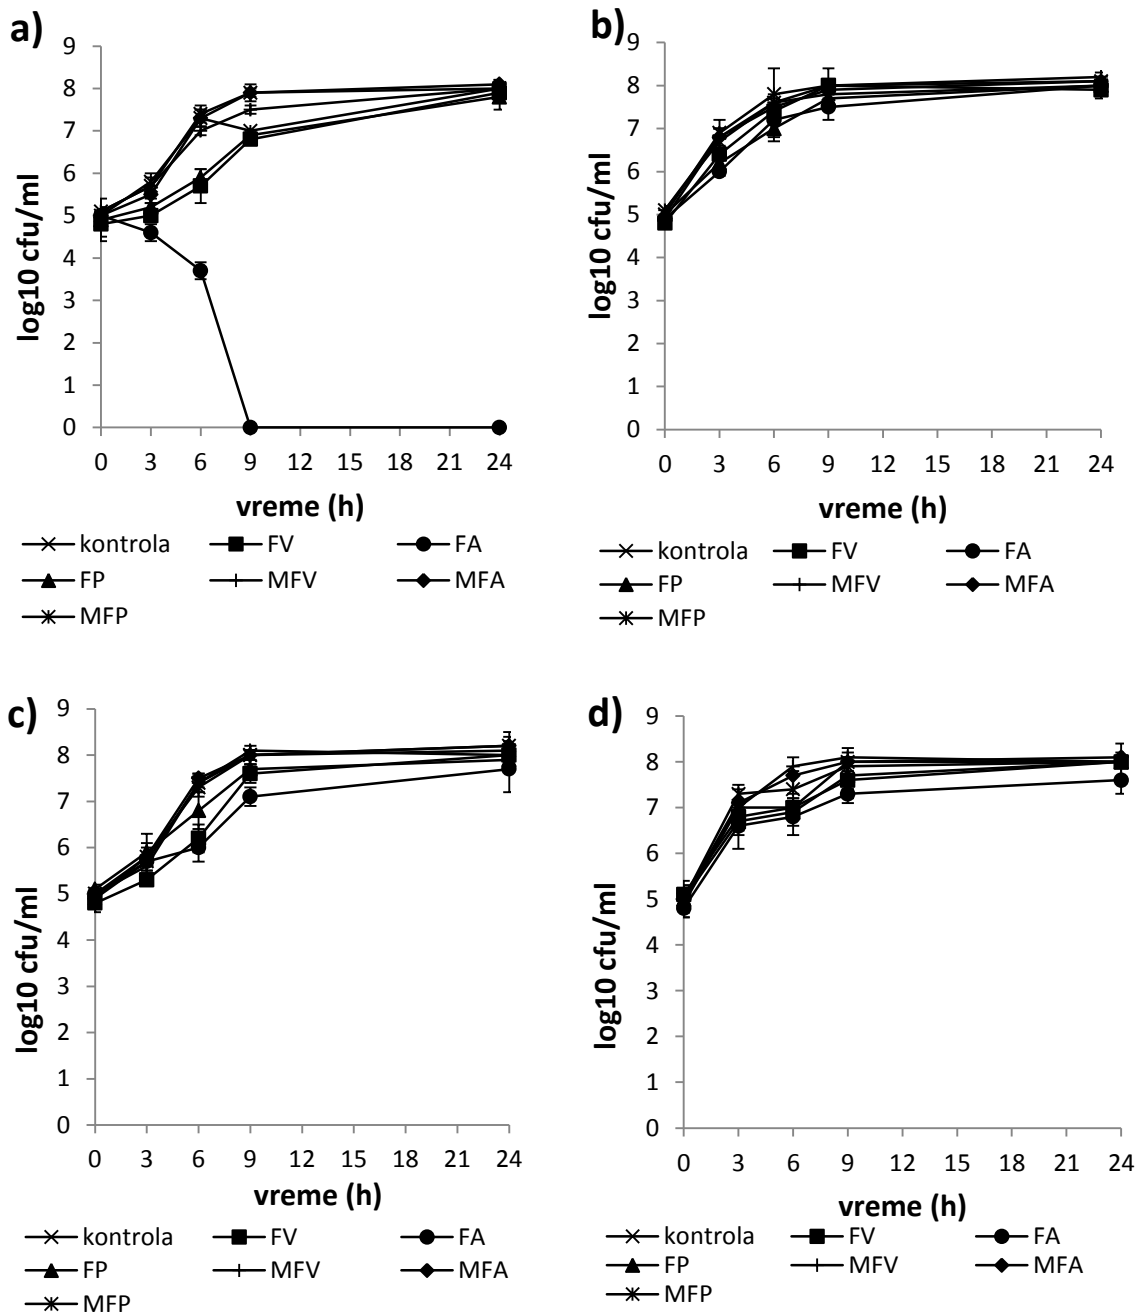 a)
9
8
7
6
5
4
3
2
1
0
log10 cfu/ml
0 3 6 9 12 15 18 21 24
vreme (h)
kontrola FV FA
FP MFV MFA
MFP
b)
9
8
7
6
5
4
3
2
1
0
log10 cfu/ml
0 3 6 9 12 15 18 21 24
vreme (h)
kontrola FV FA
FP MFV MFA
MFP
c)
9
8
7
6
5
4
3
2
1
0
log10 cfu/ml
0 3 6 9 12 15 18 21 24
vreme (h)
kontrola FV FA
FP MFV MFA
MFP
d)
9
8
7
6
5
4
3
2
1
0
log10 cfu/ml
0 3 6 9 12 15 18 21 24
vreme (h)
kontrola FV FA
FP MFV MFA
MFP